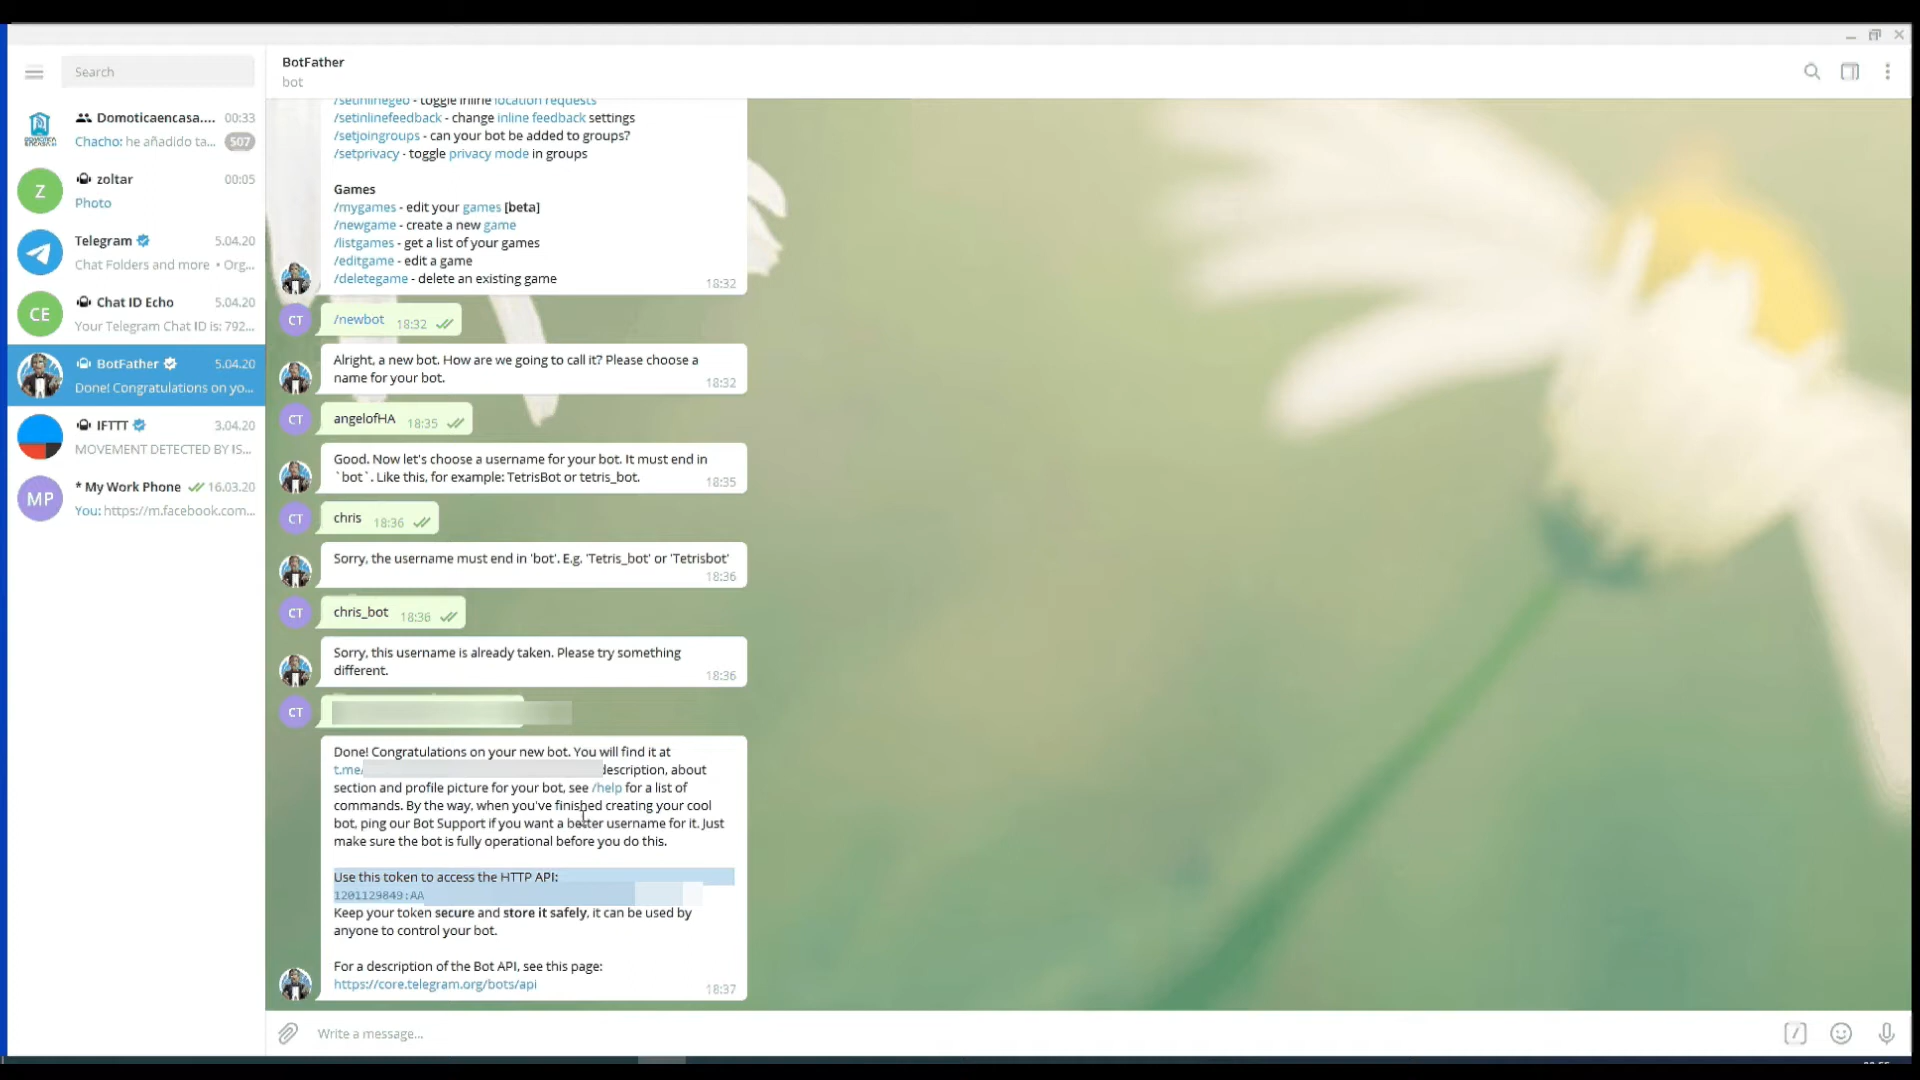 Search
Domoticaencasa.... 00:33
Chacho: he añadido ta... 507
Z
zoltar 00:05
Photo
Telegram 5.04.20
Chat Folders and more • Org...
CE
Chat ID Echo 5.04.20
Your Telegram Chat ID is: 792...
BotFather 5.04.20
Done! Congratulations on yo...
IFTTT 3.04.20
MOVEMENT DETECTED BY IS...
MP
* My Work Phone 16.03.20
You: https://m.facebook.com...
BotFather
bot
/setinlinegeo - toggle inline location requests
/setinlinefeedback - change inline feedback settings
/setjoingroups - can your bot be added to groups?
/setprivacy - toggle privacy mode in groups
Games
/mygames - edit your games [beta]
/newgame - create a new game
/listgames - get a list of your games
/editgame - edit a game
/deletegame - delete an existing game
18:32
CT
/newbot 18:32
Alright, a new bot. How are we going to call it? Please choose a
name for your bot.
18:32
CT
angelofHA 18:35
Good. Now let's choose a username for your bot. It must end in
`bot`. Like this, for example: TetrisBot or tetris_bot.
18:35
CT
chris 18:36
Sorry, the username must end in 'bot'. E.g. 'Tetris_bot' or 'Tetrisbot'
18:36
CT
chris_bot 18:36
Sorry, this username is already taken. Please try something
different.
18:36
CT
Done! Congratulations on your new bot. You will find it at
t.me/ description, about
section and profile picture for your bot, see /help for a list of
commands. By the way, when you've finished creating your cool
bot, ping our Bot Support if you want a better username for it. Just
make sure the bot is fully operational before you do this.
Use this token to access the HTTP API:
1201129849:AA
Keep your token secure and store it safely, it can be used by
anyone to control your bot.
For a description of the Bot API, see this page:
https://core.telegram.org/bots/api
18:37
Write a message...